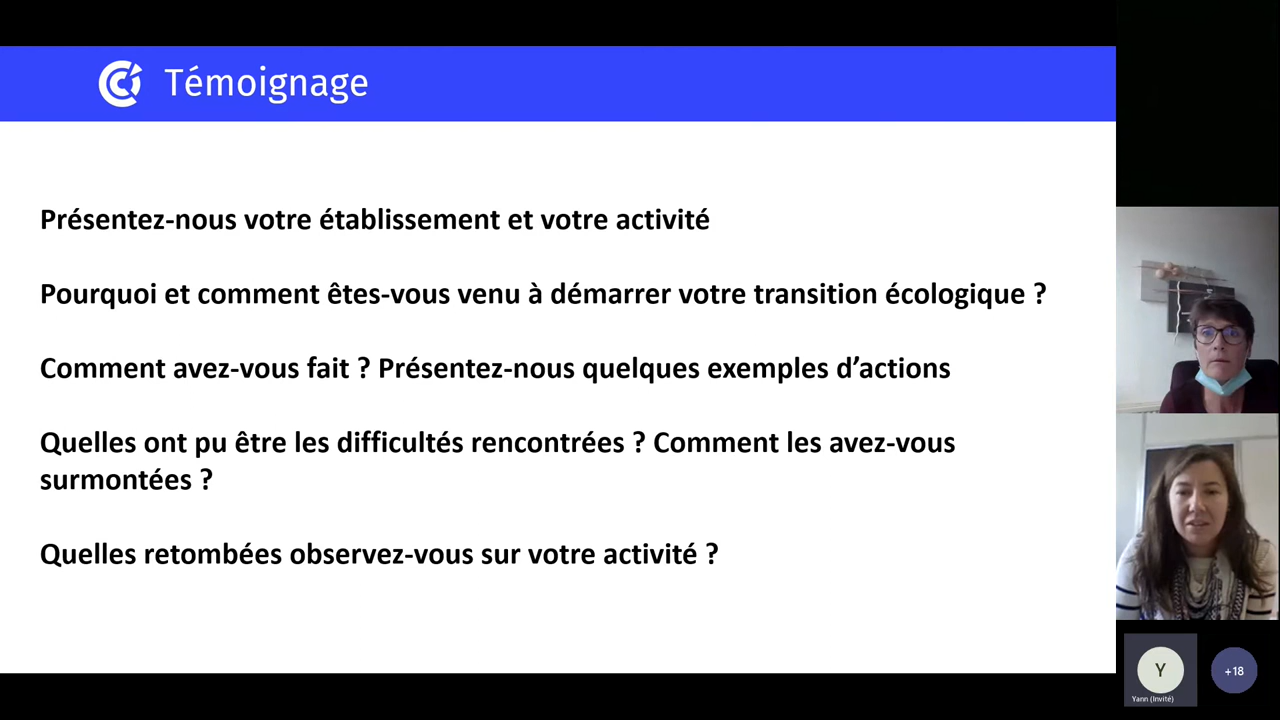 Témoignage
Présentez-nous votre établissement et votre activité
Pourquoi et comment êtes-vous venu à démarrer votre transition écologique ?
Comment avez-vous fait ? Présentez-nous quelques exemples d’actions
Quelles ont pu être les difficultés rencontrées ? Comment les avez-vous
surmontées ?
Quelles retombées observez-vous sur votre activité ?
Y
Yann (Invité)
+18